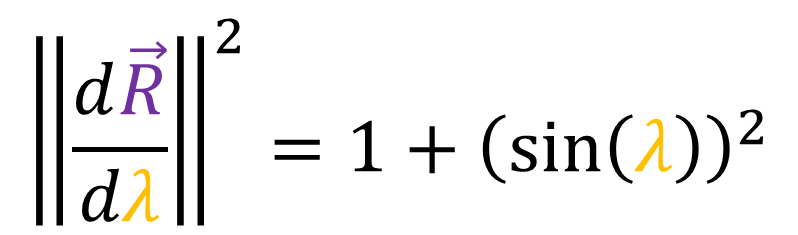 ‖dR⃗/dλ‖² = 1 + (sin(λ))²